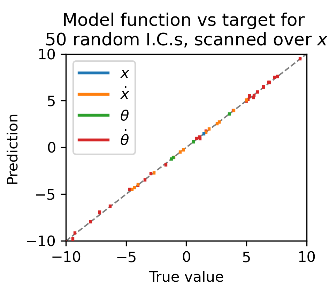 Model function vs target for
50 random I.C.s, scanned over x
10
5
0
−5
−10
Prediction
x
ẋ
θ
θ̇
−10
−5
0
5
10
True value